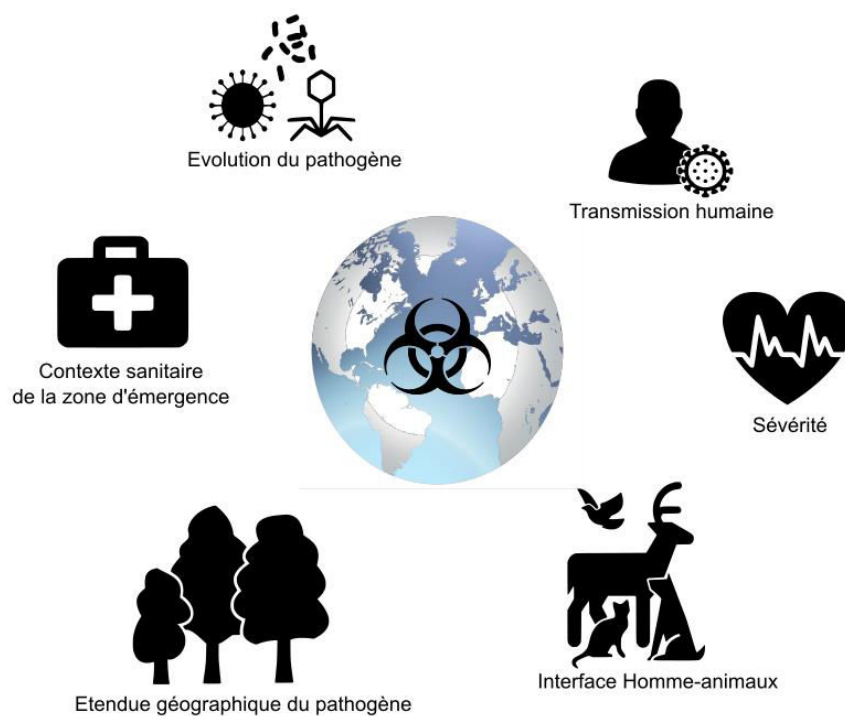 Evolution du pathogène
Transmission humaine
Contexte sanitaire
de la zone d'émergence
Sévérité
Interface Homme-animaux
Etendue géographique du pathogène